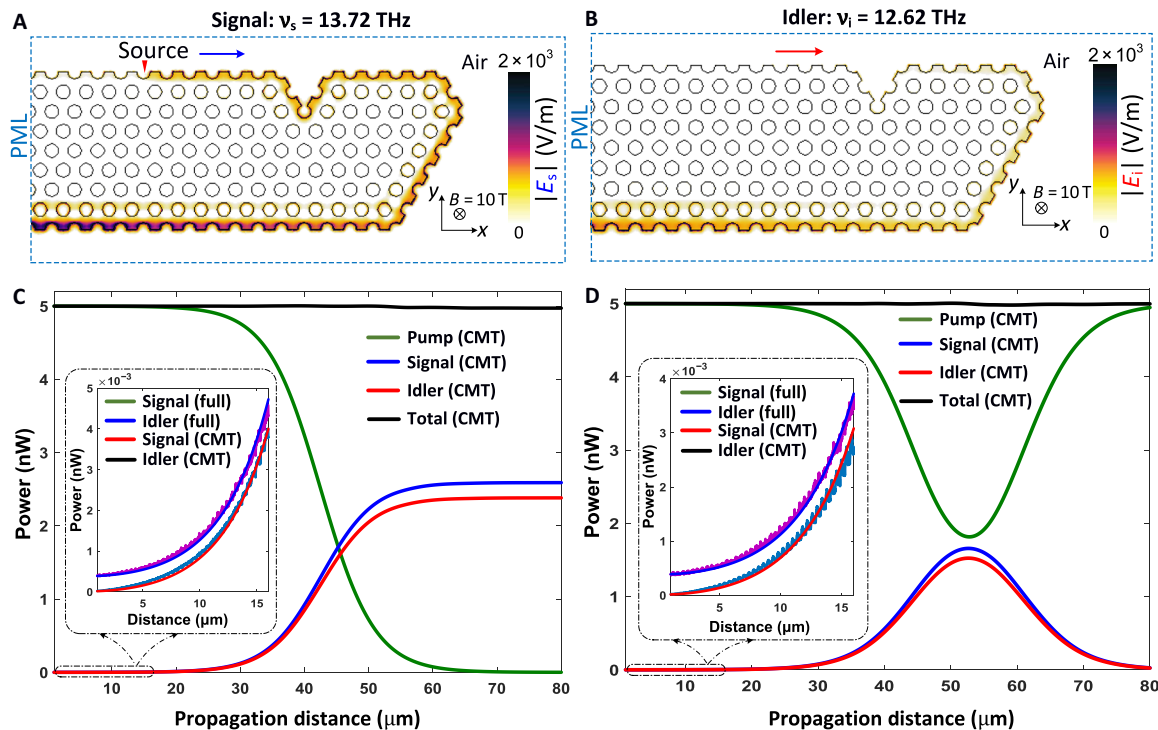 A
Signal: νs = 13.72 THz
Source
Air
2 × 10³
|Es| (V/m)
0
PML
y
B = 10 T
x
B
Idler: νi = 12.62 THz
Air
2 × 10³
|Ei| (V/m)
0
PML
y
B = 10 T
x
C
5
4
3
2
1
0
Power (nW)
Pump (CMT)
Signal (CMT)
Idler (CMT)
Total (CMT)
× 10⁻³
5
4
3
2
1
0
Power (nW)
Signal (full)
Idler (full)
Signal (CMT)
Idler (CMT)
5 10 15
Distance (μm)
10 20 30 40 50 60 70 80
Propagation distance (μm)
D
5
4
3
2
1
0
Power (nW)
Pump (CMT)
Signal (CMT)
Idler (CMT)
Total (CMT)
× 10⁻³
4
3
2
1
0
Power (nW)
Signal (full)
Idler (full)
Signal (CMT)
Idler (CMT)
5 10 15
Distance (μm)
10 20 30 40 50 60 70 80
Propagation distance (μm)